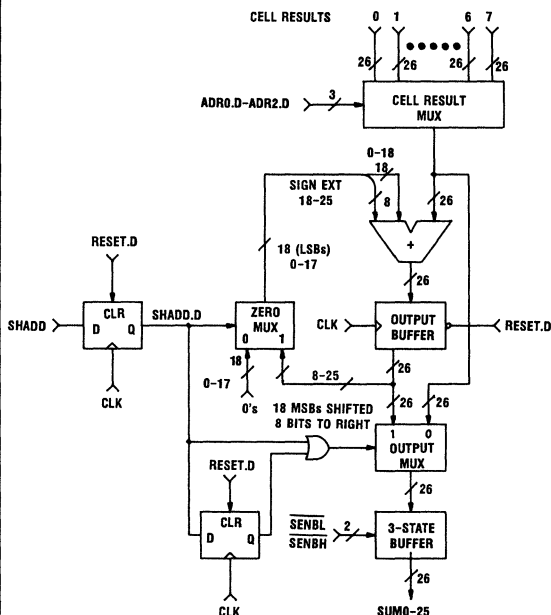 CELL RESULTS 0 1 6 7
26 26 26 26
ADR0.D-ADR2.D 3 CELL RESULT
MUX
0-18
18
SIGN EXT
18-25
8 26
+
18 (LSBs)
0-17
26
RESET.D
CLR
D Q
SHADD
SHADD.D
CLK
ZERO
MUX
0 1
18
0-17
0's
CLK OUTPUT
BUFFER RESET.D
26
8-25
26 26
18 MSBs SHIFTED
8 BITS TO RIGHT
1 0
OUTPUT
MUX
26
RESET.D
CLR
D Q
CLK
SENBL
SENBH
2
3-STATE
BUFFER
26
SUM0-25